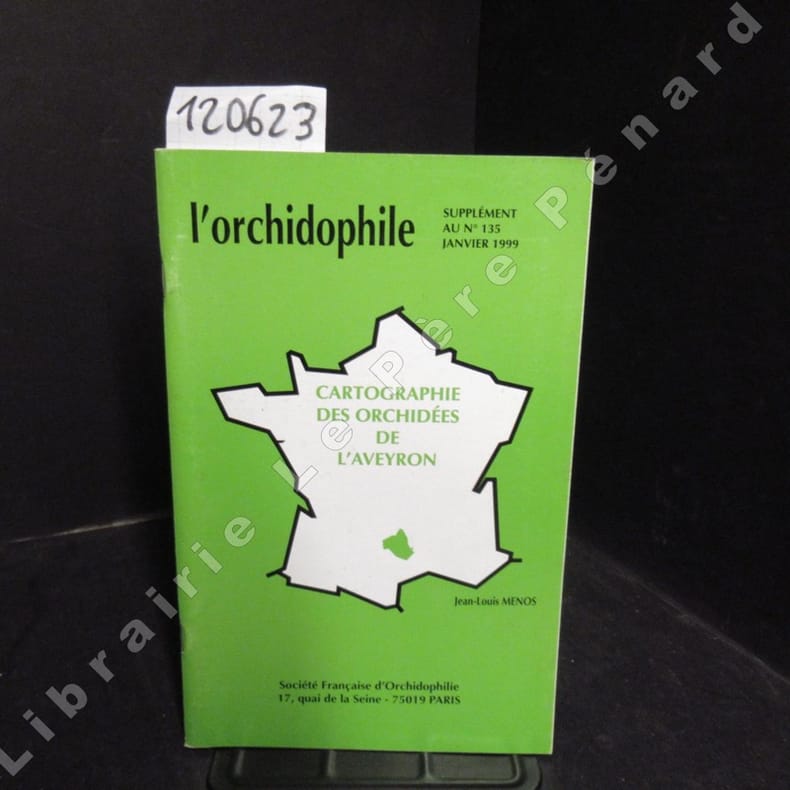 120623
l'orchidophile
SUPPLÉMENT
AU N° 135
JANVIER 1999
CARTOGRAPHIE
DES ORCHIDÉES
DE
L'AVEYRON
Jean-Louis MENOS
Société Française d'Orchidophilie
17, quai de la Seine - 75019 PARIS
Librairie Le Père Pénard